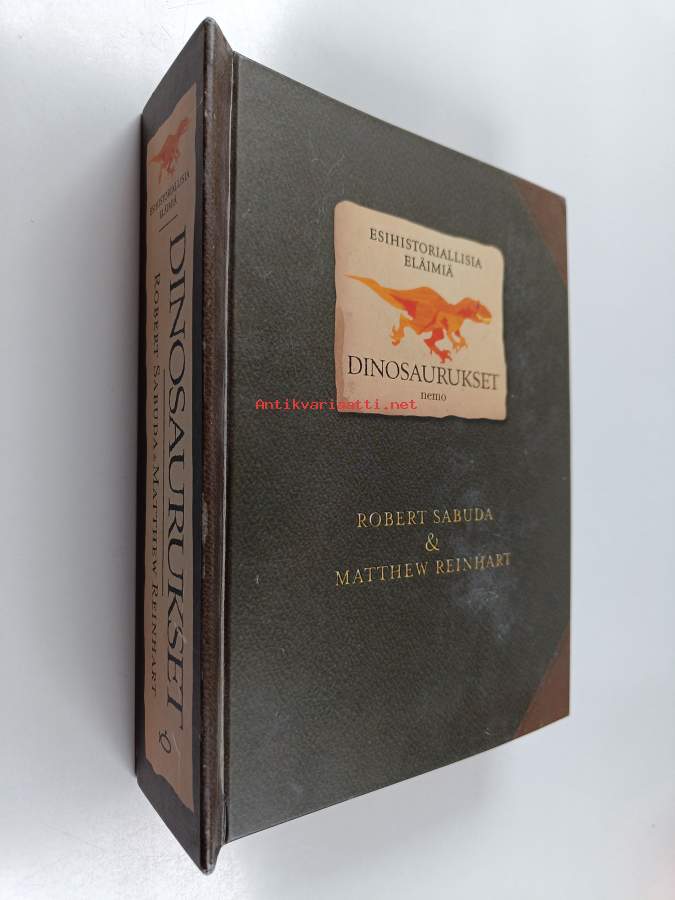 ESIHISTORIALLISIA
ELÄIMIÄ
DINOSAURUKSET
ROBERT SABUDA & MATTHEW REINHART
ESIHISTORIALLISIA
ELÄIMIÄ
DINOSAURUKSET
nemo
Antikvariaatti.net
ROBERT SABUDA
&
MATTHEW REINHART